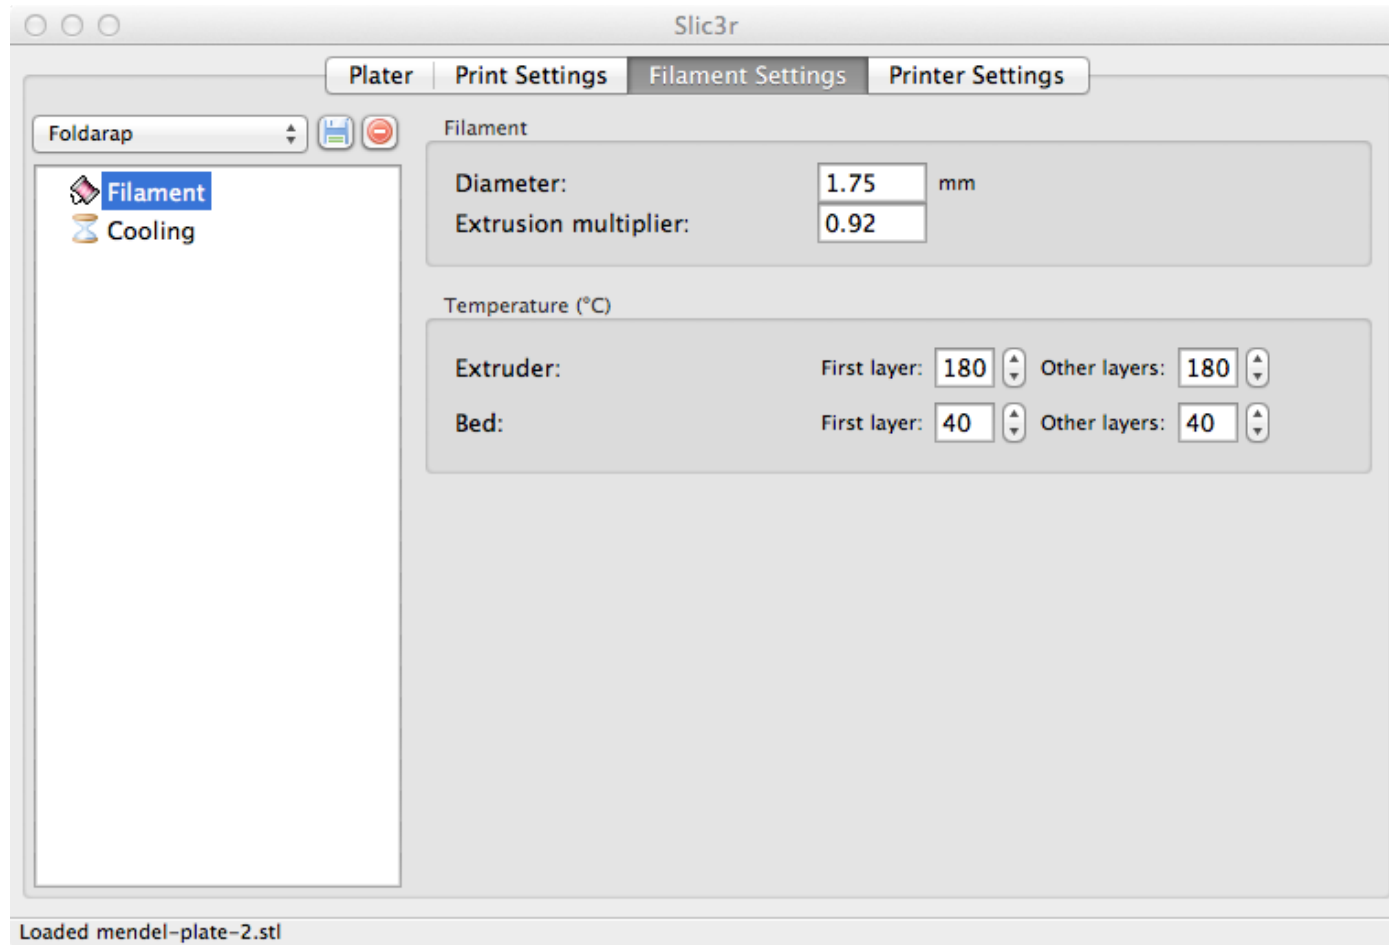 Slic3r
Plater Print Settings Filament Settings Printer Settings
Foldarap
Filament
Cooling
Filament
Diameter: 1.75 mm
Extrusion multiplier: 0.92
Temperature (°C)
Extruder: First layer: 180 Other layers: 180
Bed: First layer: 40 Other layers: 40
Loaded mendel-plate-2.stl